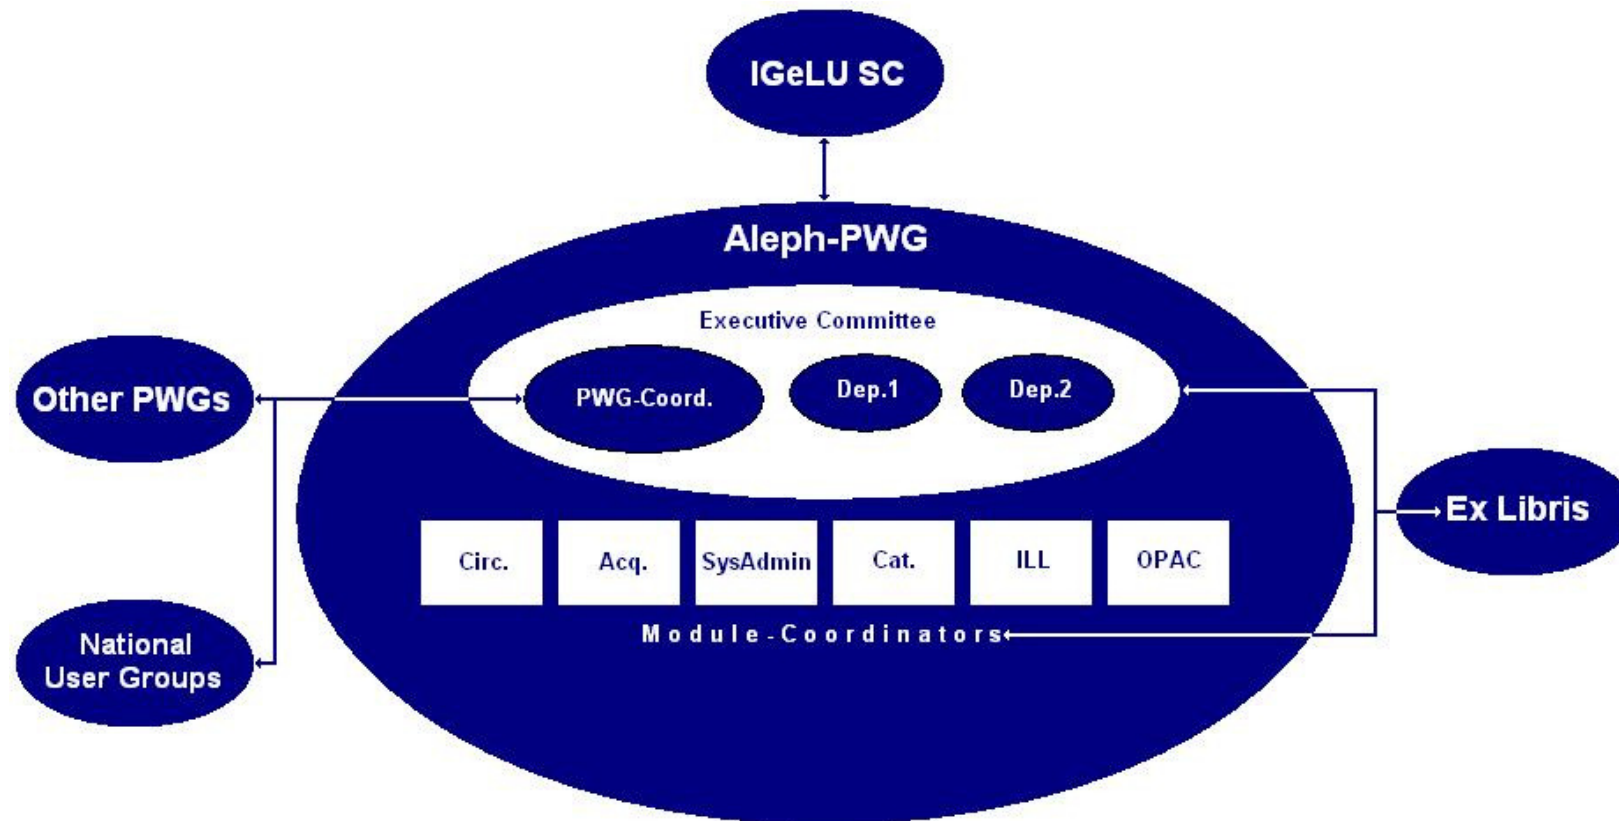 IGeLU SC
Aleph-PWG
Executive Committee
PWG-Coord.
Dep.1
Dep.2
Other PWGs
Ex Libris
Circ.
Acq.
SysAdmin
Cat.
ILL
OPAC
Module-Coordinators
National
User Groups